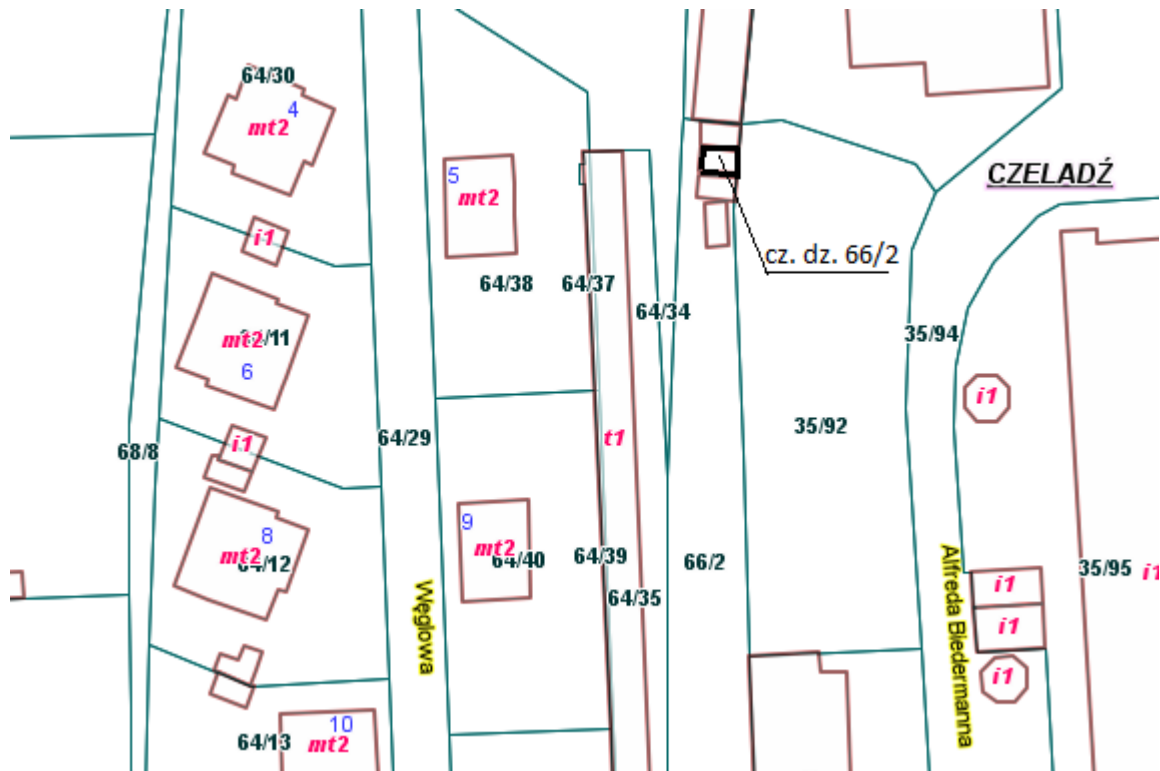 64/30
4
mt2
CZELADŹ
5
mt2
i1
cz. dz. 66/2
64/38
64/37
64/34
35/94
mt2
6
i1
35/92
t1
68/8
i1
64/29
9
mt2
64/40
64/39
66/2
8
mt2
64/12
64/35
35/95
i1
i1
i1
i1
Węglowa
Alfreda Biedermanna
10
64/13
mt2